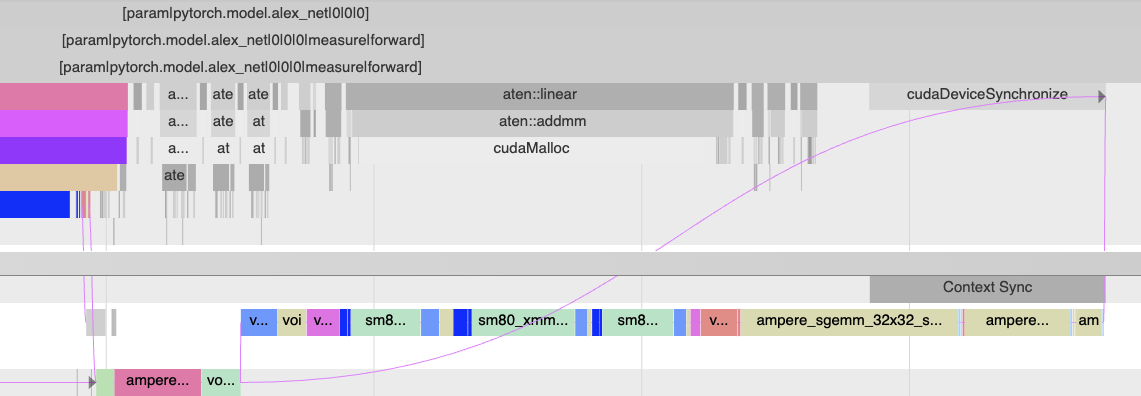 [param|pytorch.model.alex_net|0|0|0]
[param|pytorch.model.alex_net|0|0|0|measure|forward]
[param|pytorch.model.alex_net|0|0|0|measure|forward]
a... ate ate aten::linear cudaDeviceSynchronize
a... ate at aten::addmm
a... at at cudaMalloc
ate
Context Sync
v... voi v... sm8... sm80_xmm... sm8... v... ampere_sgemm_32x32_s... ampere... am
ampere... vo...